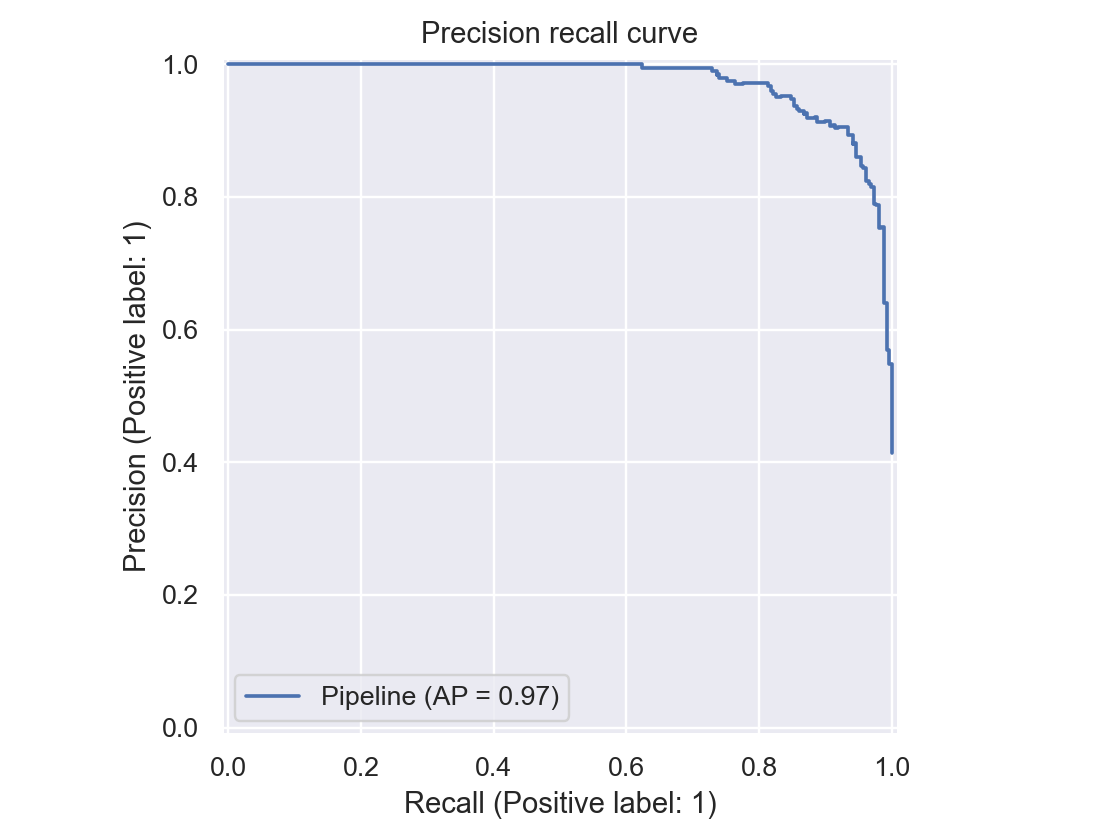 Precision recall curve
1.0
0.8
0.6
0.4
0.2
0.0
Precision (Positive label: 1)
Pipeline (AP = 0.97)
0.0 0.2 0.4 0.6 0.8 1.0
Recall (Positive label: 1)